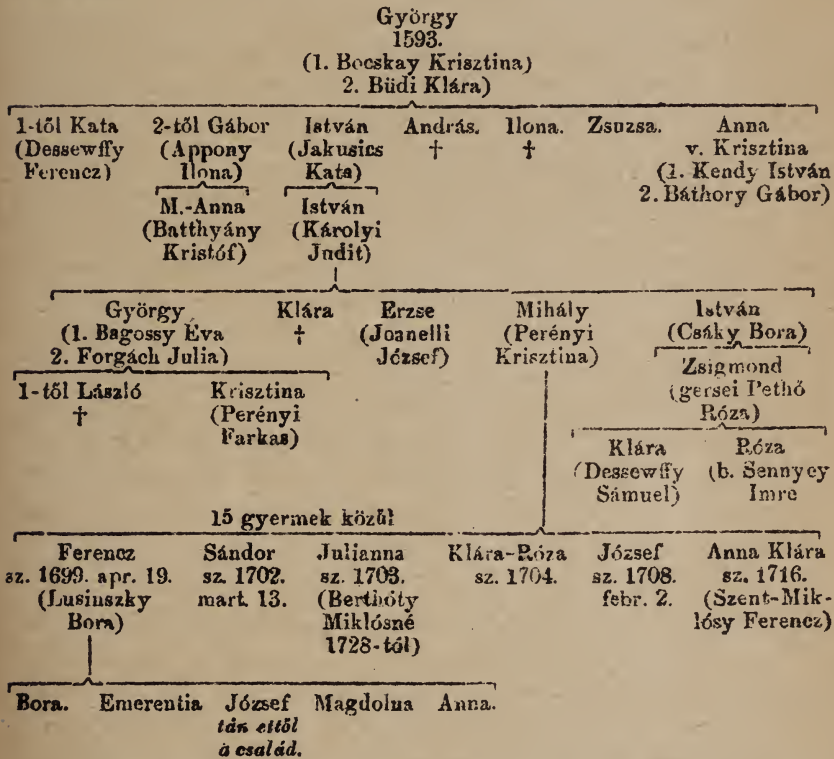 György
1593.
(1. Bocskay Krisztina)
2. Büdi Klára)
1-től Kata 2-től Gábor István András. Ilona. Zsuzsa. Anna
(Dessewffy (Appony (Jakusics † † v. Krisztina
Ferencz) Ilona) Kata) (1. Kendy István
M.-Anna István 2. Báthory Gábor)
(Batthyány (Károlyi
Kristóf) Judit)
György Klára Erzse Mihály István
(1. Bagossy Éva † (Joanelli (Perényi (Csáky Bora)
2. Forgách Julia) József) Krisztina) Zsigmond
1-től László Krisztina (gersei Pethő
† (Perényi Róza)
Farkas) Klára Róza
(Dessewffy (b. Sennyey
Sámuel) Imre
15 gyermek közül
Ferencz Sándor Julianna Klára-Róza József Anna Klára
sz. 1699. apr. 19. sz. 1702. sz. 1703. sz. 1704. sz. 1708. sz. 1716.
(Lusinszky mart. 13. (Berthóty febr. 2. (Szent-Mik-
Bora) Miklósné lósy Ferencz)
1728-tól)
Bora. Emerentia József Magdolna Anna.
tán ettől
a család.